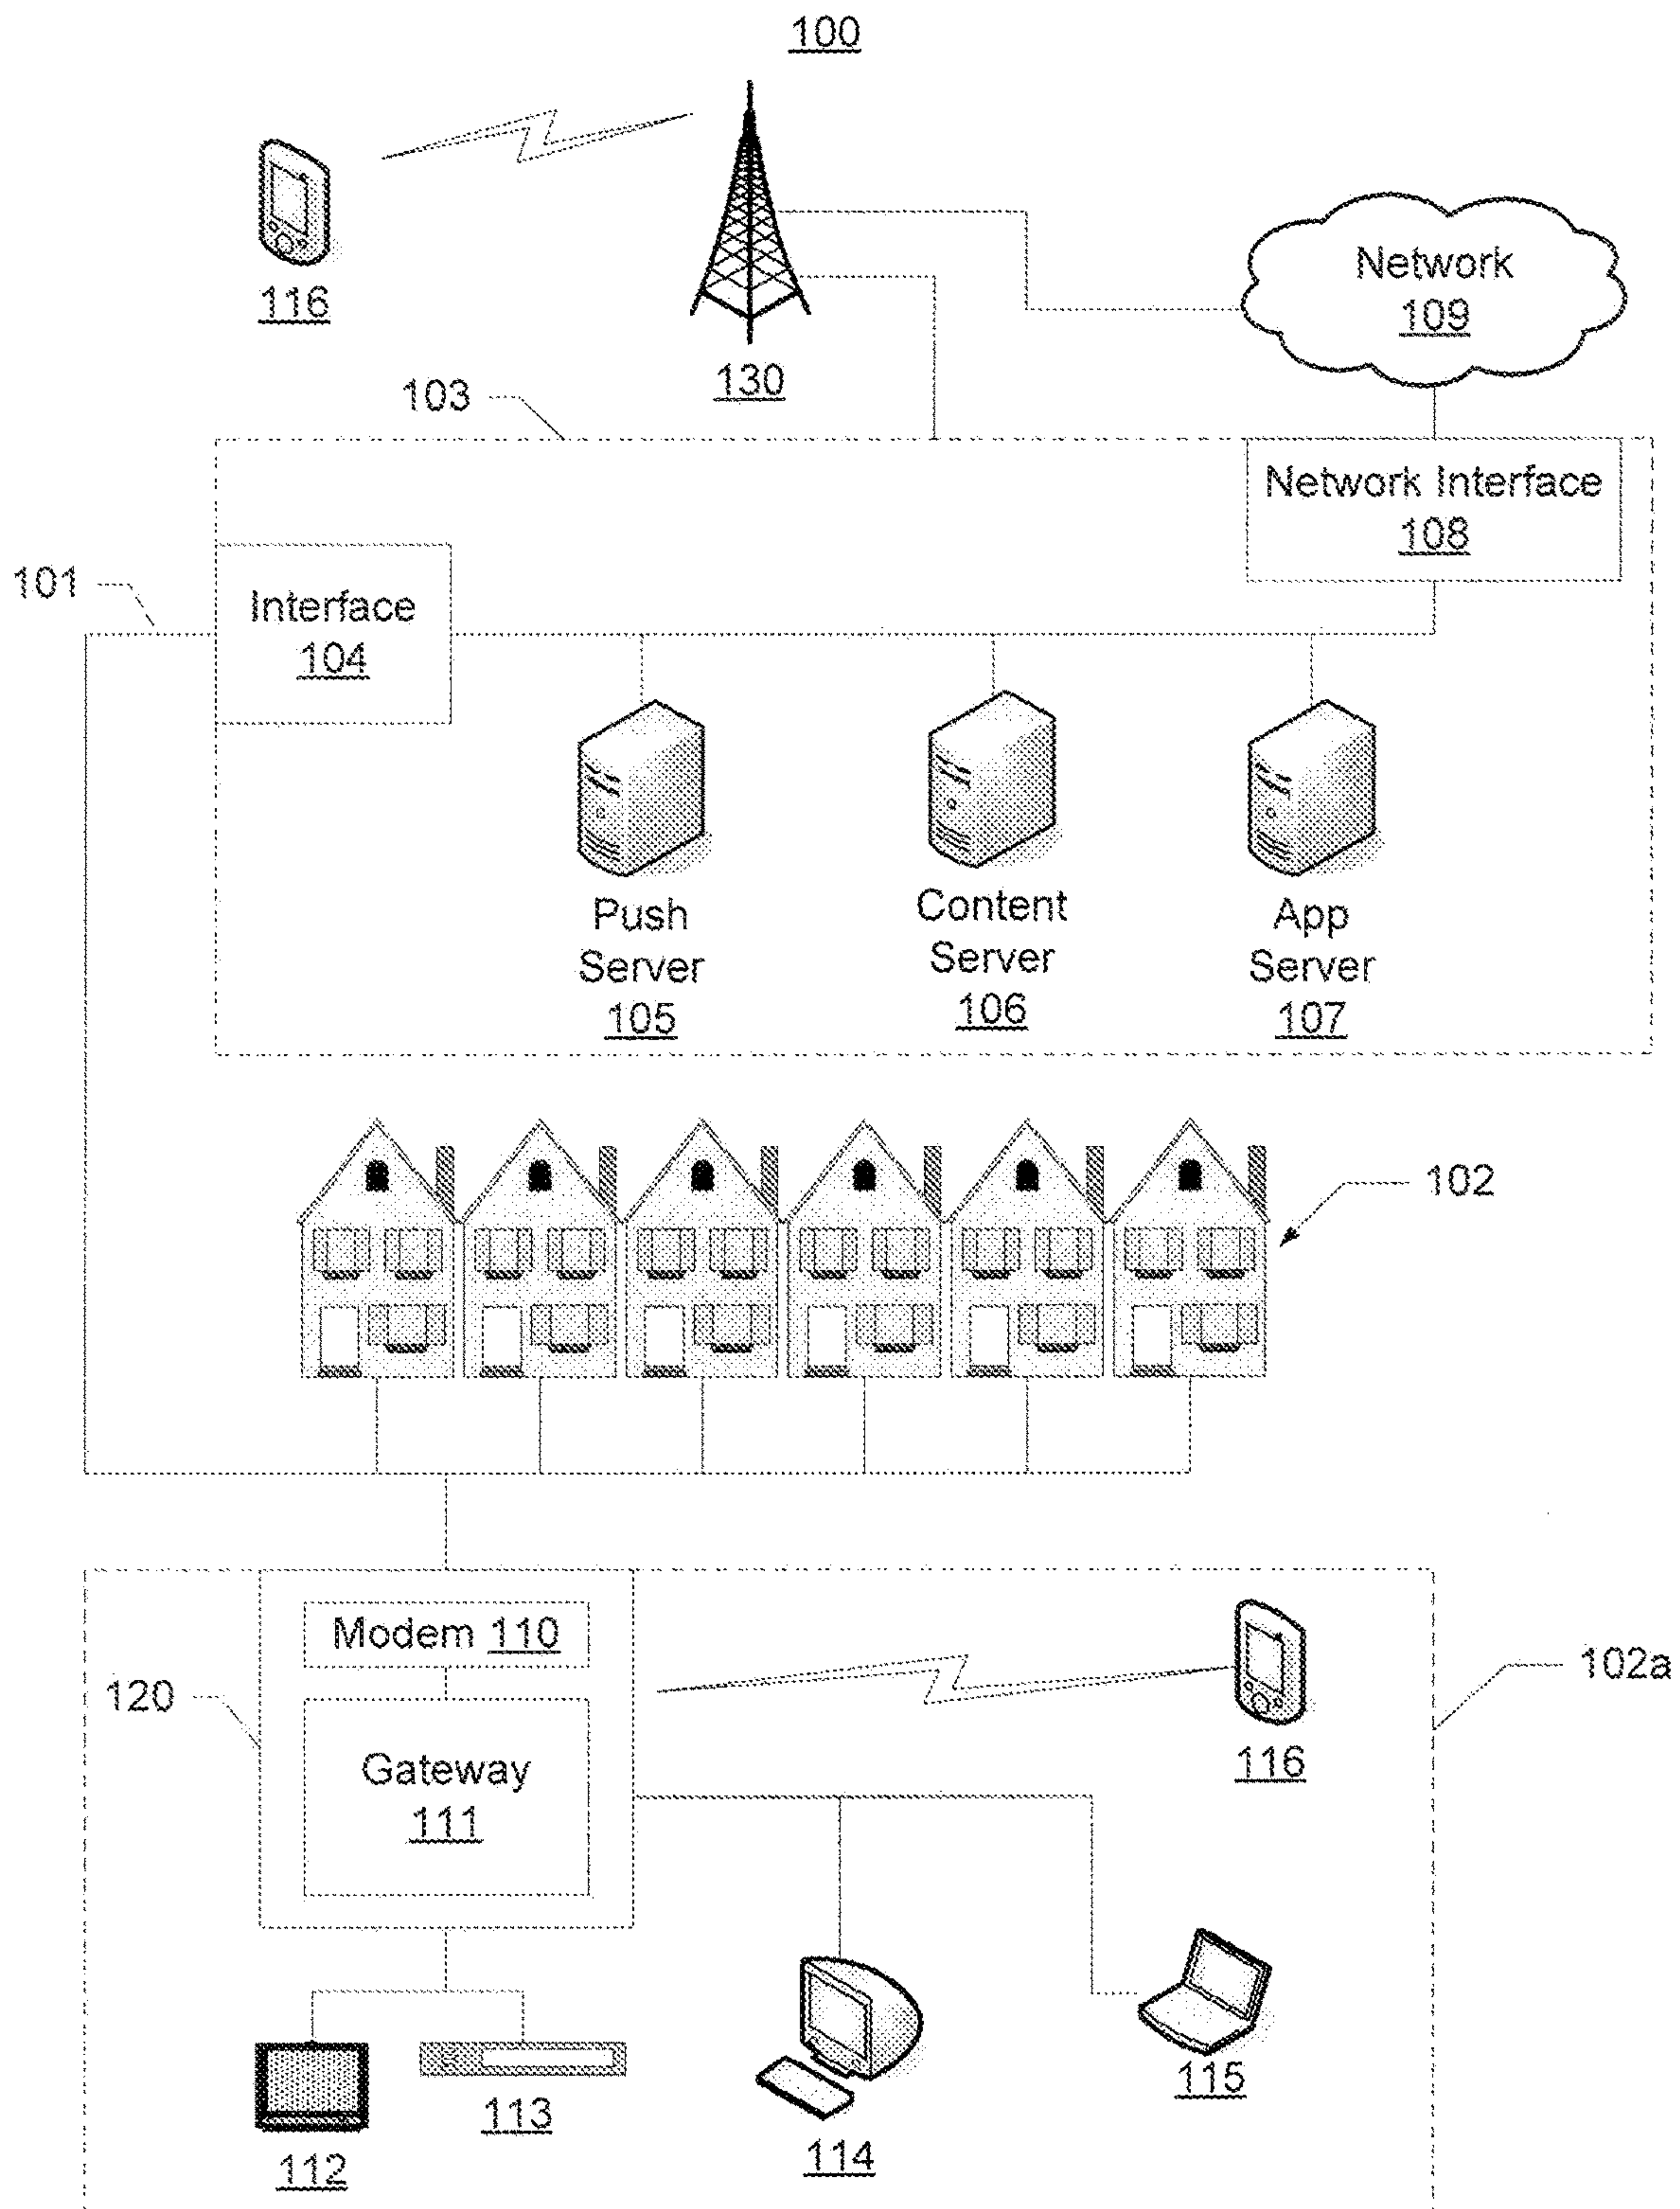 100
116
130
Network
109
103
Network Interface
108
101
Interface
104
Push
Server
105
Content
Server
106
App
Server
107
102
Modem 110
120
Gateway
111
116
102a
112
113
114
115